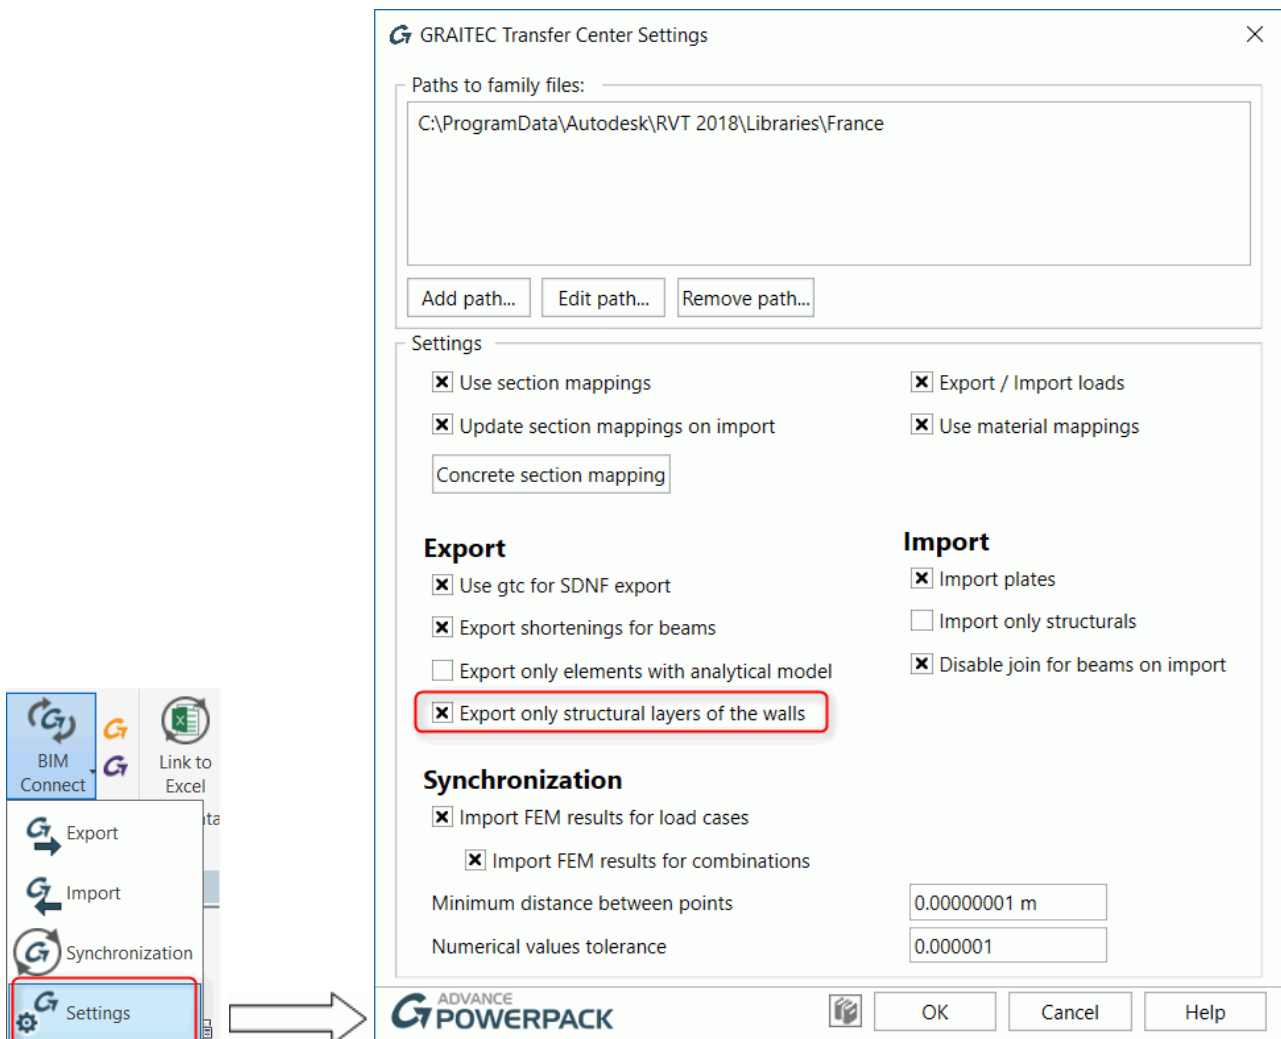 GRAITEC Transfer Center Settings
Paths to family files:
C:\ProgramData\Autodesk\RVT 2018\Libraries\France
Add path...
Edit path...
Remove path...
Settings
Use section mappings
Export / Import loads
Update section mappings on import
Use material mappings
Concrete section mapping
Export
Import
Use gtc for SDNF export
Import plates
Export shortenings for beams
Import only structurals
Export only elements with analytical model
Disable join for beams on import
Export only structural layers of the walls
Synchronization
Import FEM results for load cases
Import FEM results for combinations
Minimum distance between points
0.00000001 m
Numerical values tolerance
0.000001
ADVANCE
POWERPACK
OK
Cancel
Help
BIM
Connect
Link to
Excel
Export
Import
Synchronization
Settings